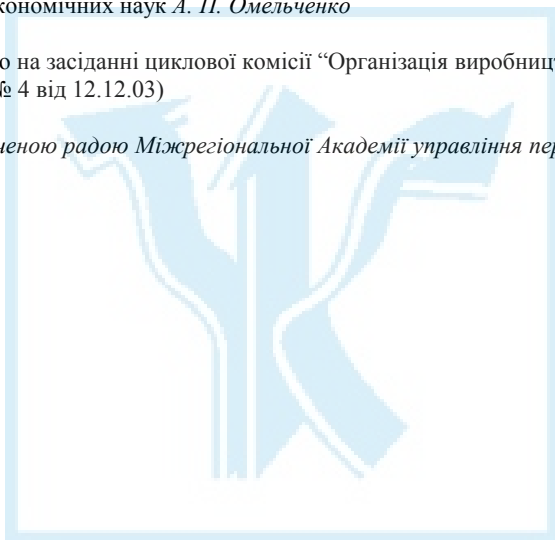 кономічних наук А. П. Омельченко
о на засіданні циклової комісії “Організація виробниц
№ 4 від 12.12.03)
ченою радою Міжрегіональної Академії управління пер